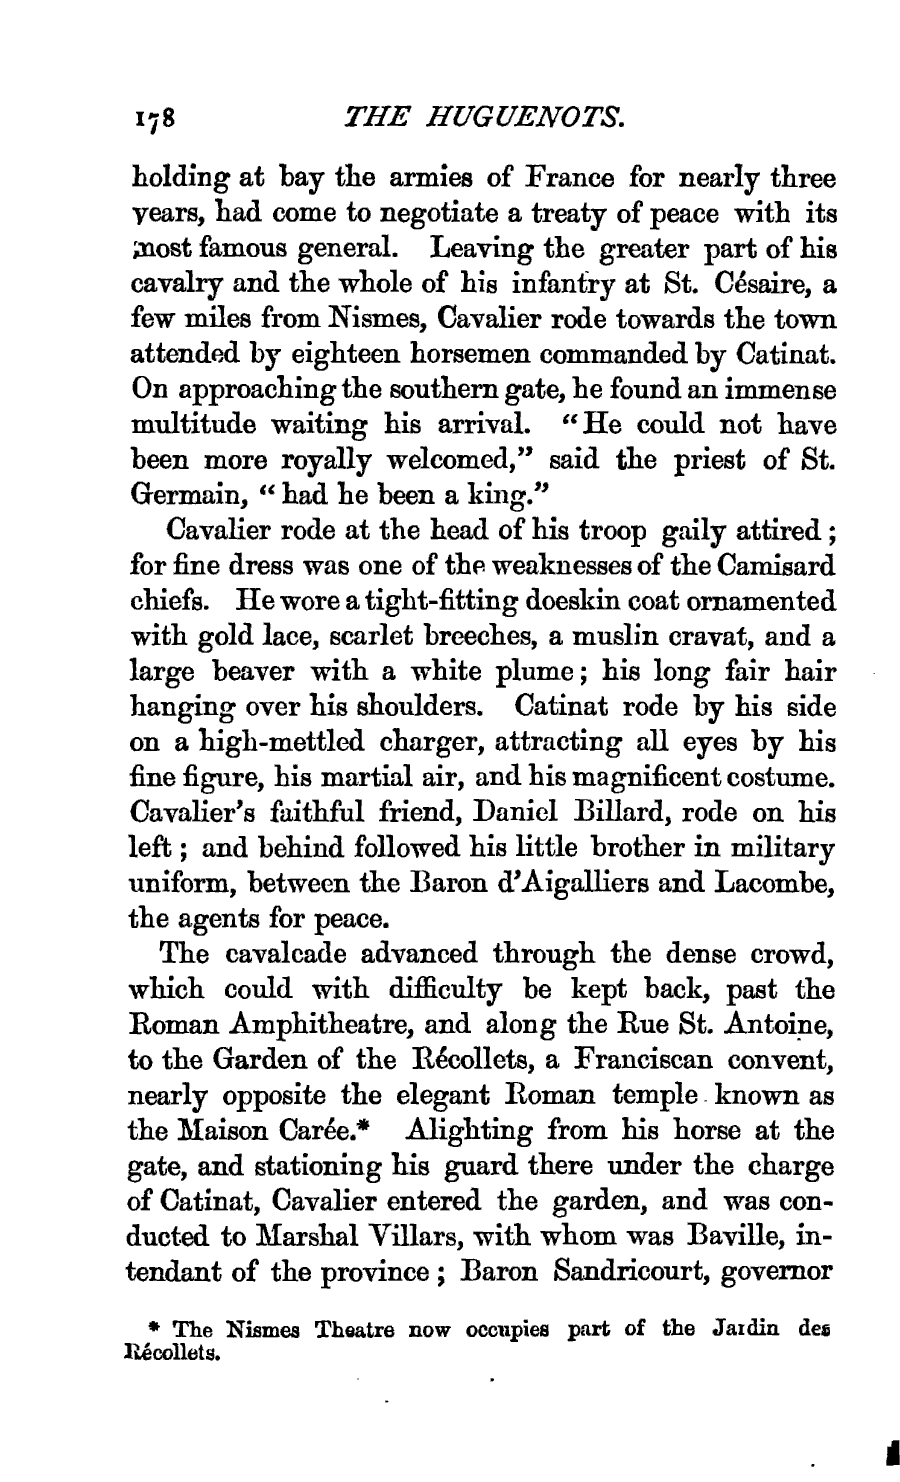 178 THE HUGUENOTS.
holding at bay the armies of France for nearly three
years, had come to negotiate a treaty of peace with its
most famous general. Leaving the greater part of his
cavalry and the whole of his infantry at St. Césaire, a
few miles from Nismes, Cavalier rode towards the town
attended by eighteen horsemen commanded by Catinat.
On approaching the southern gate, he found an immense
multitude waiting his arrival. “He could not have
been more royally welcomed,” said the priest of St.
Germain, “had he been a king.”
Cavalier rode at the head of his troop gaily attired;
for fine dress was one of the weaknesses of the Camisard
chiefs. He wore a tight-fitting doeskin coat ornamented
with gold lace, scarlet breeches, a muslin cravat, and a
large beaver with a white plume; his long fair hair
hanging over his shoulders. Catinat rode by his side
on a high-mettled charger, attracting all eyes by his
fine figure, his martial air, and his magnificent costume.
Cavalier's faithful friend, Daniel Billard, rode on his
left; and behind followed his little brother in military
uniform, between the Baron d'Aigalliers and Lacombe,
the agents for peace.
The cavalcade advanced through the dense crowd,
which could with difficulty be kept back, past the
Roman Amphitheatre, and along the Rue St. Antoine,
to the Garden of the Récollets, a Franciscan convent,
nearly opposite the elegant Roman temple known as
the Maison Carée.* Alighting from his horse at the
gate, and stationing his guard there under the charge
of Catinat, Cavalier entered the garden, and was con-
ducted to Marshal Villars, with whom was Baville, in-
tendant of the province; Baron Sandricourt, governor
* The Nismes Theatre now occupies part of the Jardin des
Récollets.